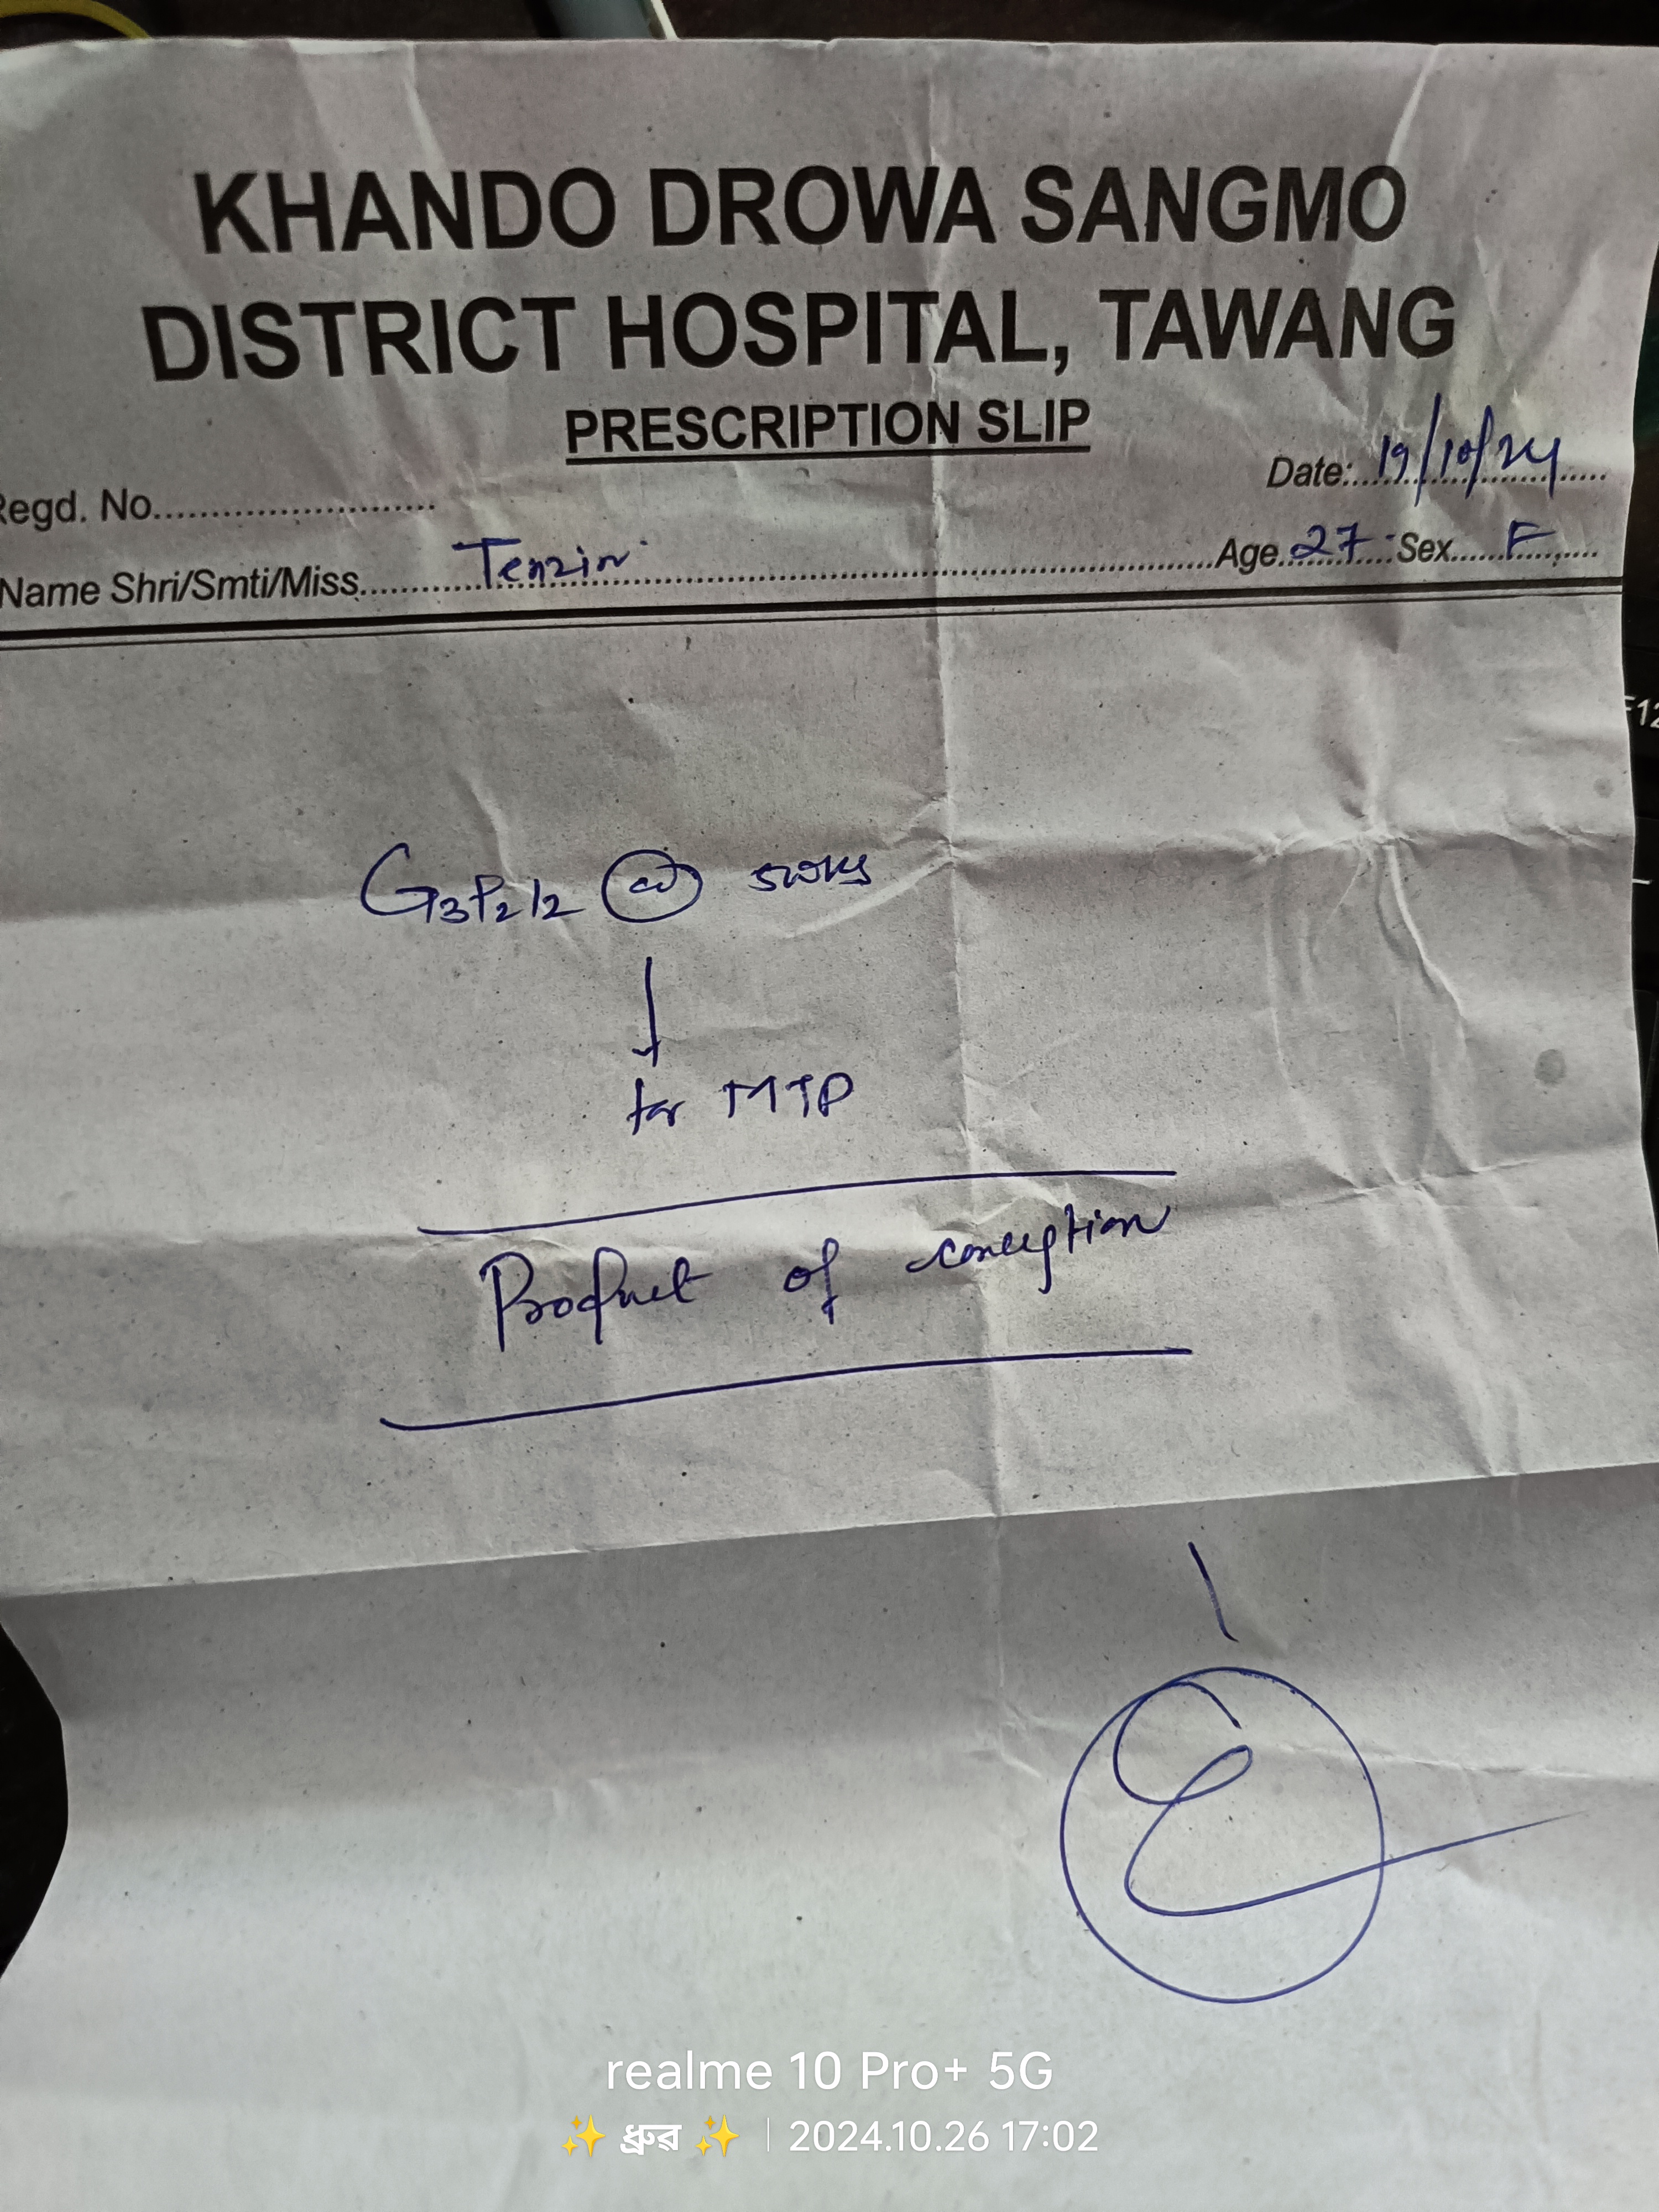 KHANDO DROWA SANGMO
DISTRICT HOSPITAL, TAWANG
PRESCRIPTION SLIP
Date: 19/10/24
Regd. No.
Name Shri/Smti/Miss Tenzin Age 27 Sex F
F12
G3P2L2 @ 5wks
for MTP
Product of conception
realme 10 Pro+ 5G
✨ ধ্ৰুৱ ✨ | 2024.10.26 17:02